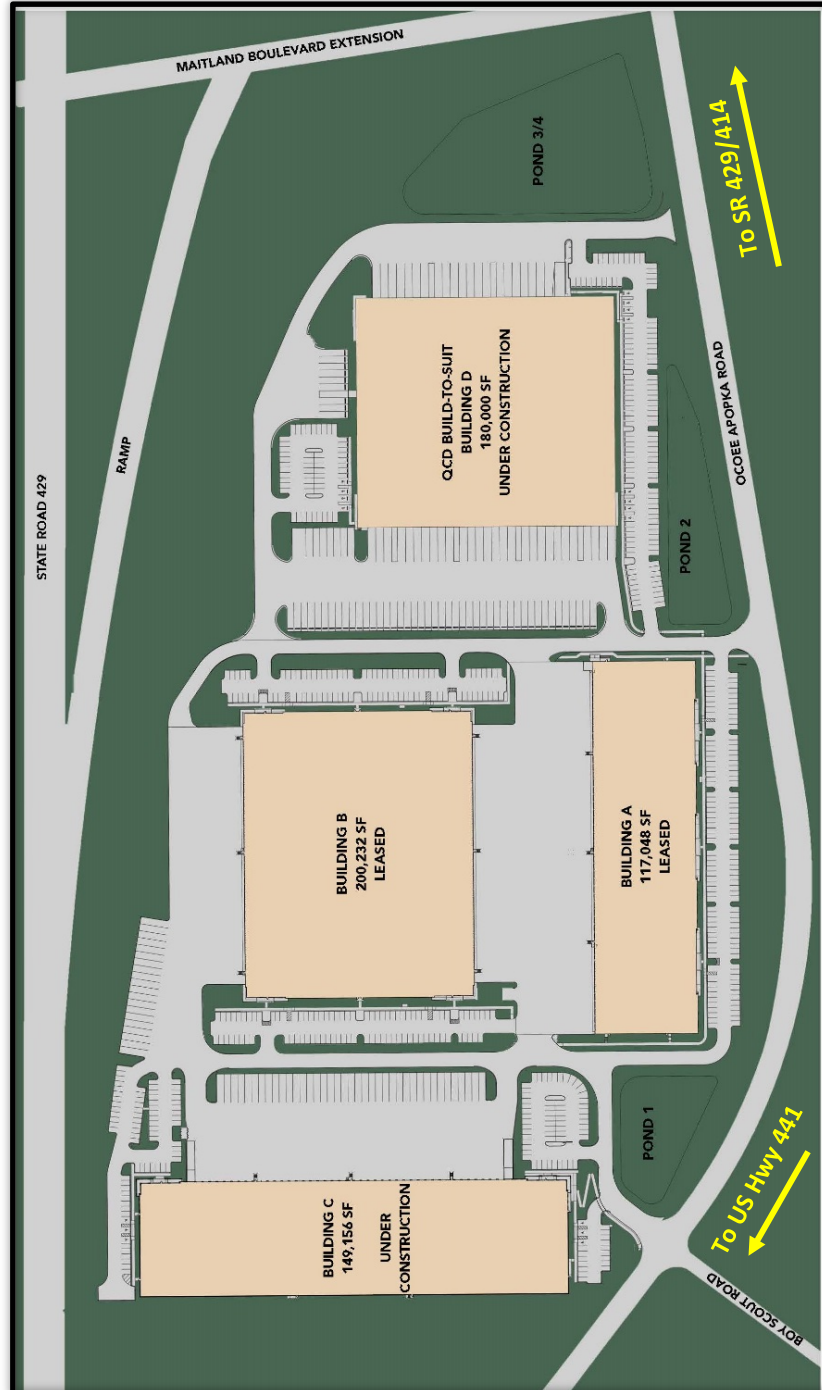 MAITLAND BOULEVARD EXTENSION
POND 3/4
To SR 429/414
STATE ROAD 429
RAMP
QCD BUILD-TO-SUIT
BUILDING D
180,000 SF
UNDER CONSTRUCTION
OCOEE APOPKA ROAD
POND 2
BUILDING B
200,232 SF
LEASED
BUILDING A
117,048 SF
LEASED
POND 1
To US Hwy 441
BUILDING C
149,156 SF
UNDER
CONSTRUCTION
BOY SCOUT ROAD